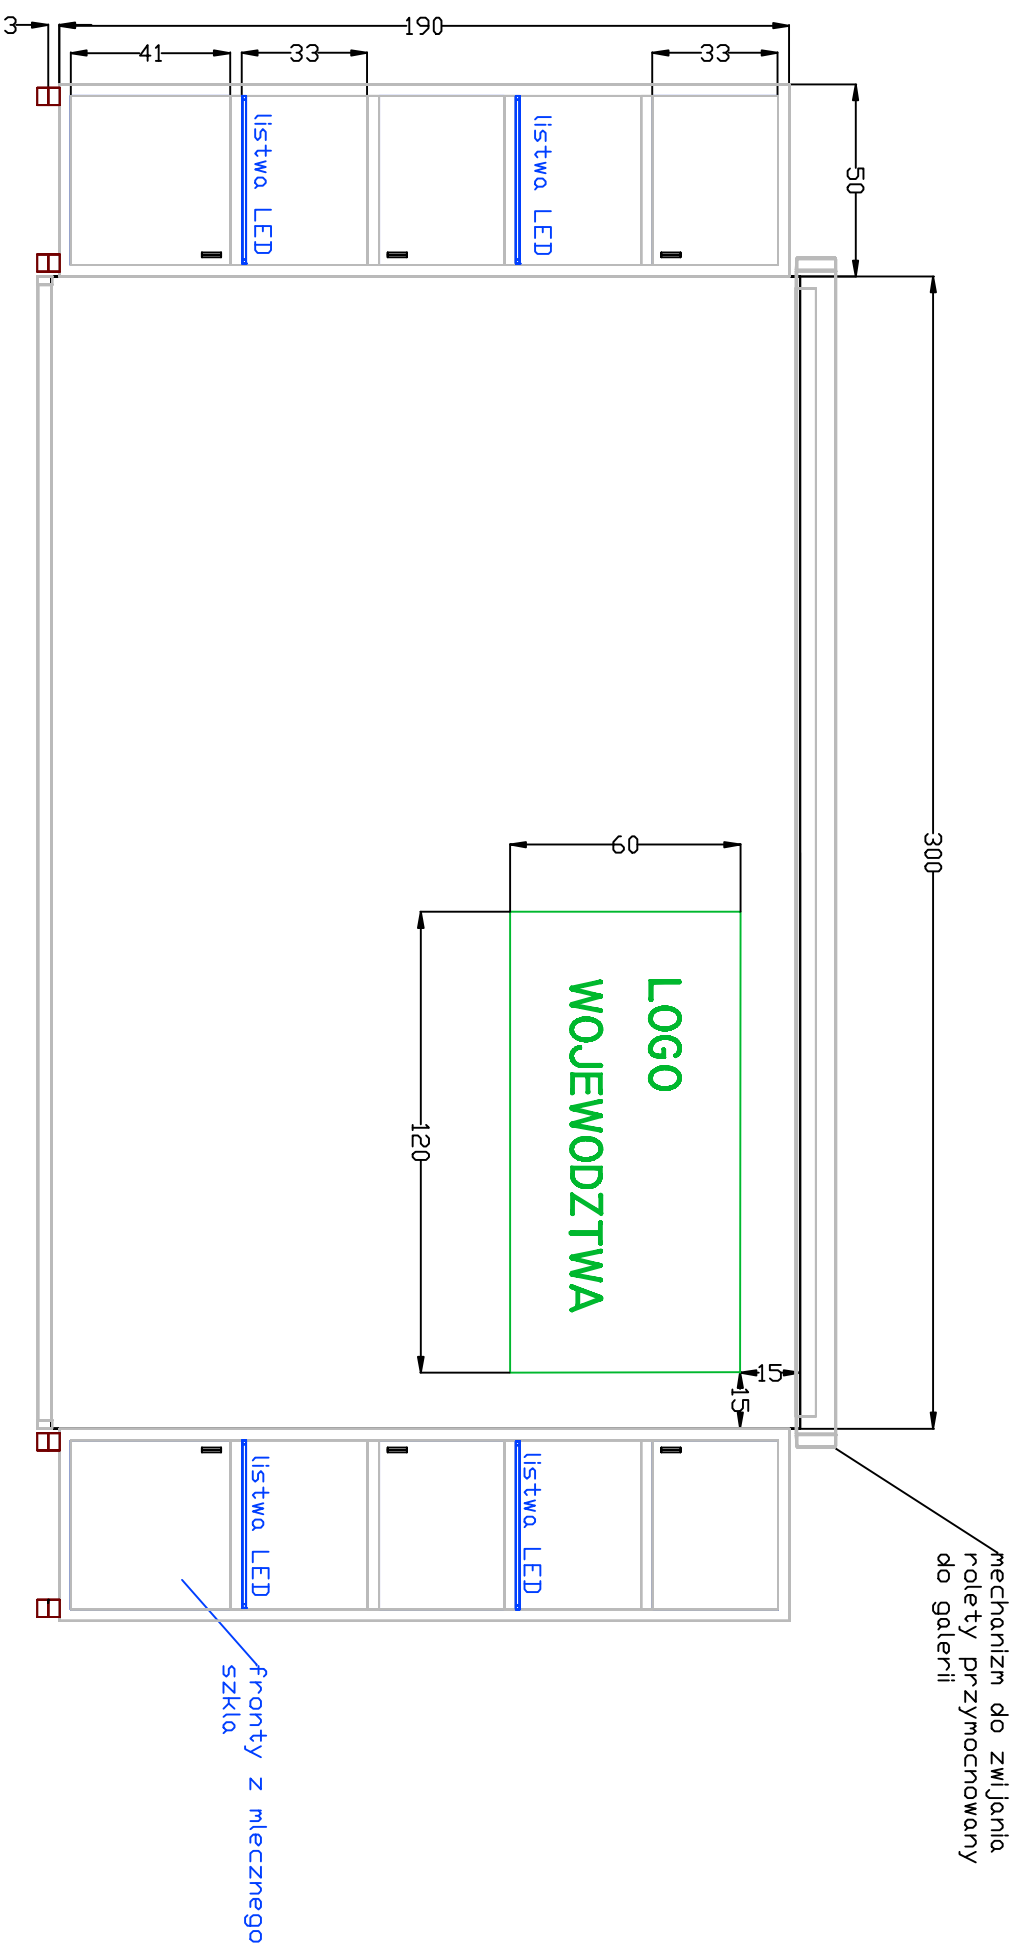 mechanizm do zwijania
rolety przymocnowany
do galerii
50
300
15
15
LOGO
WOJEWODZTWA
60
120
33
33
41
190
3
listwa LED
listwa LED
listwa LED
listwa LED
fronty z mlecznego
szkla